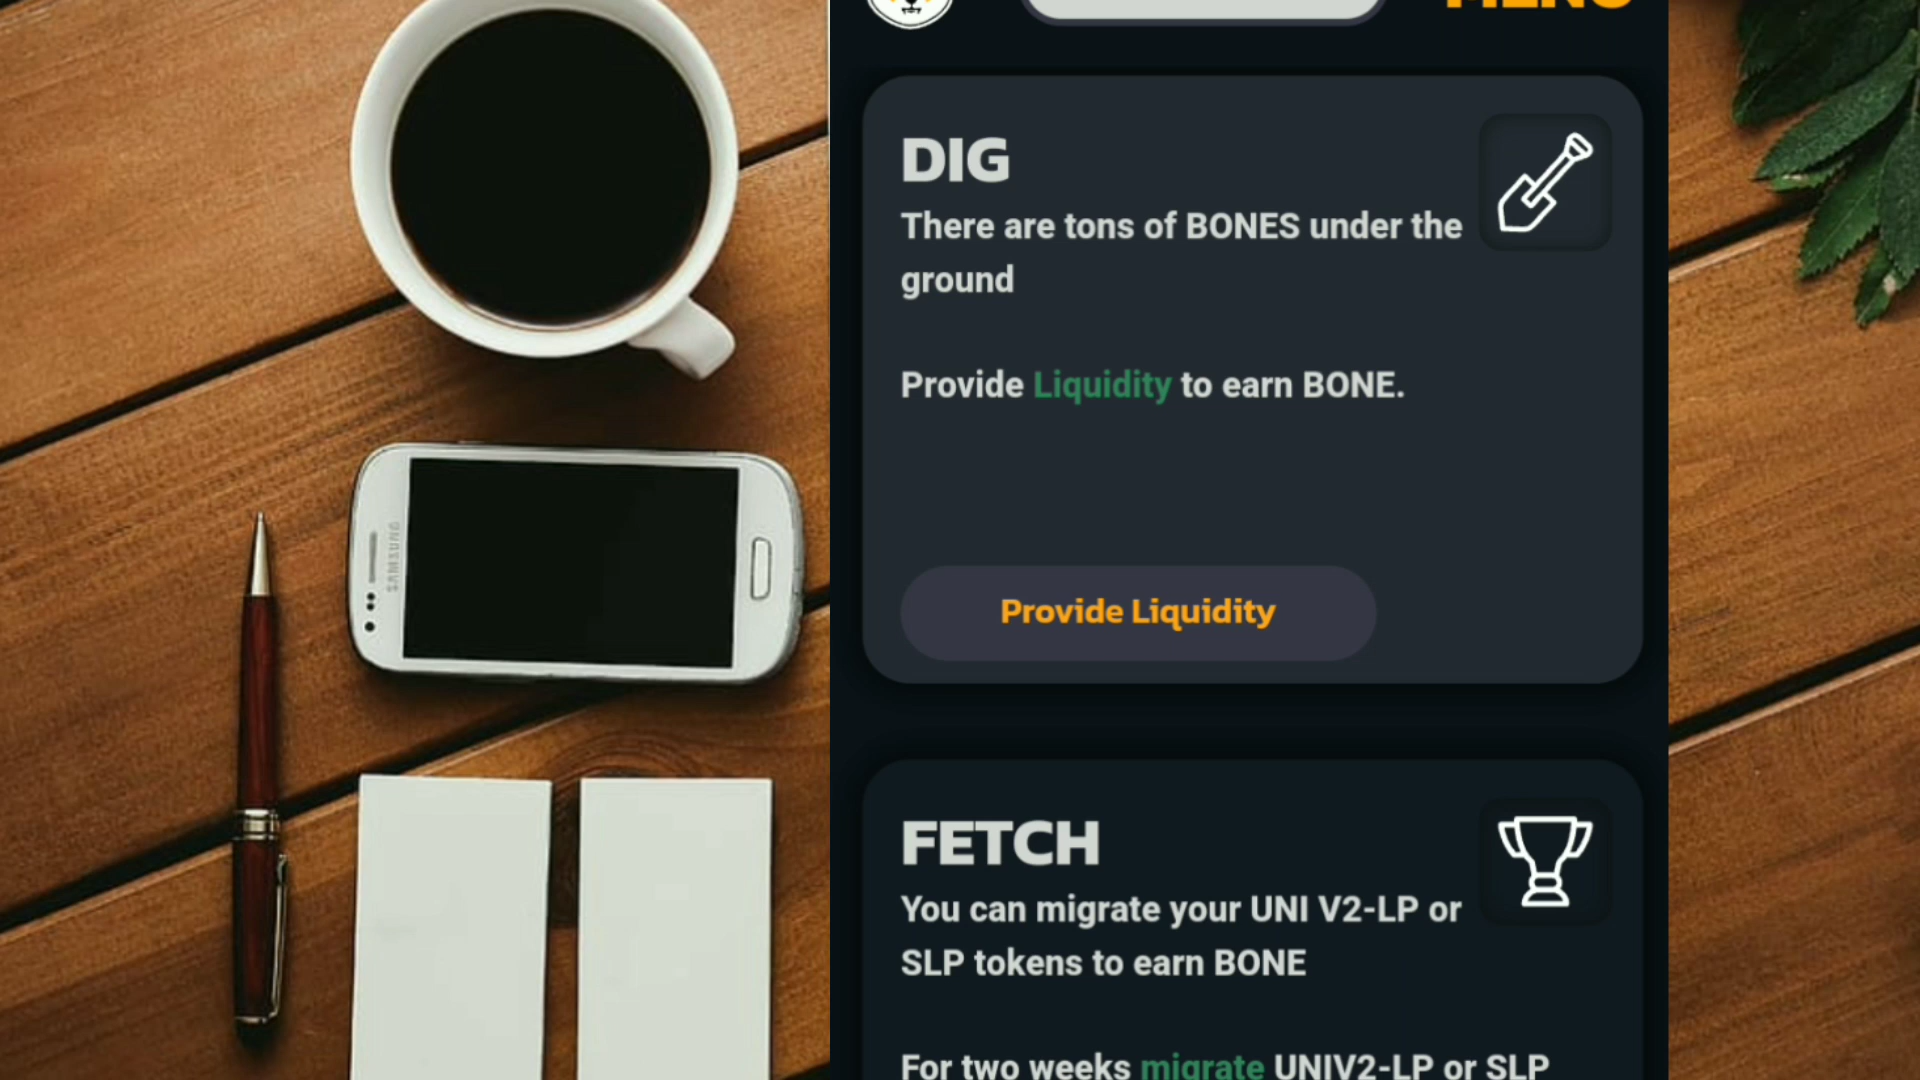 MENU
DIG
There are tons of BONES under the
ground
Provide Liquidity to earn BONE.
Provide Liquidity
FETCH
You can migrate your UNI V2-LP or
SLP tokens to earn BONE
For two weeks migrate UNIV2-LP or SLP
SAMSUNG